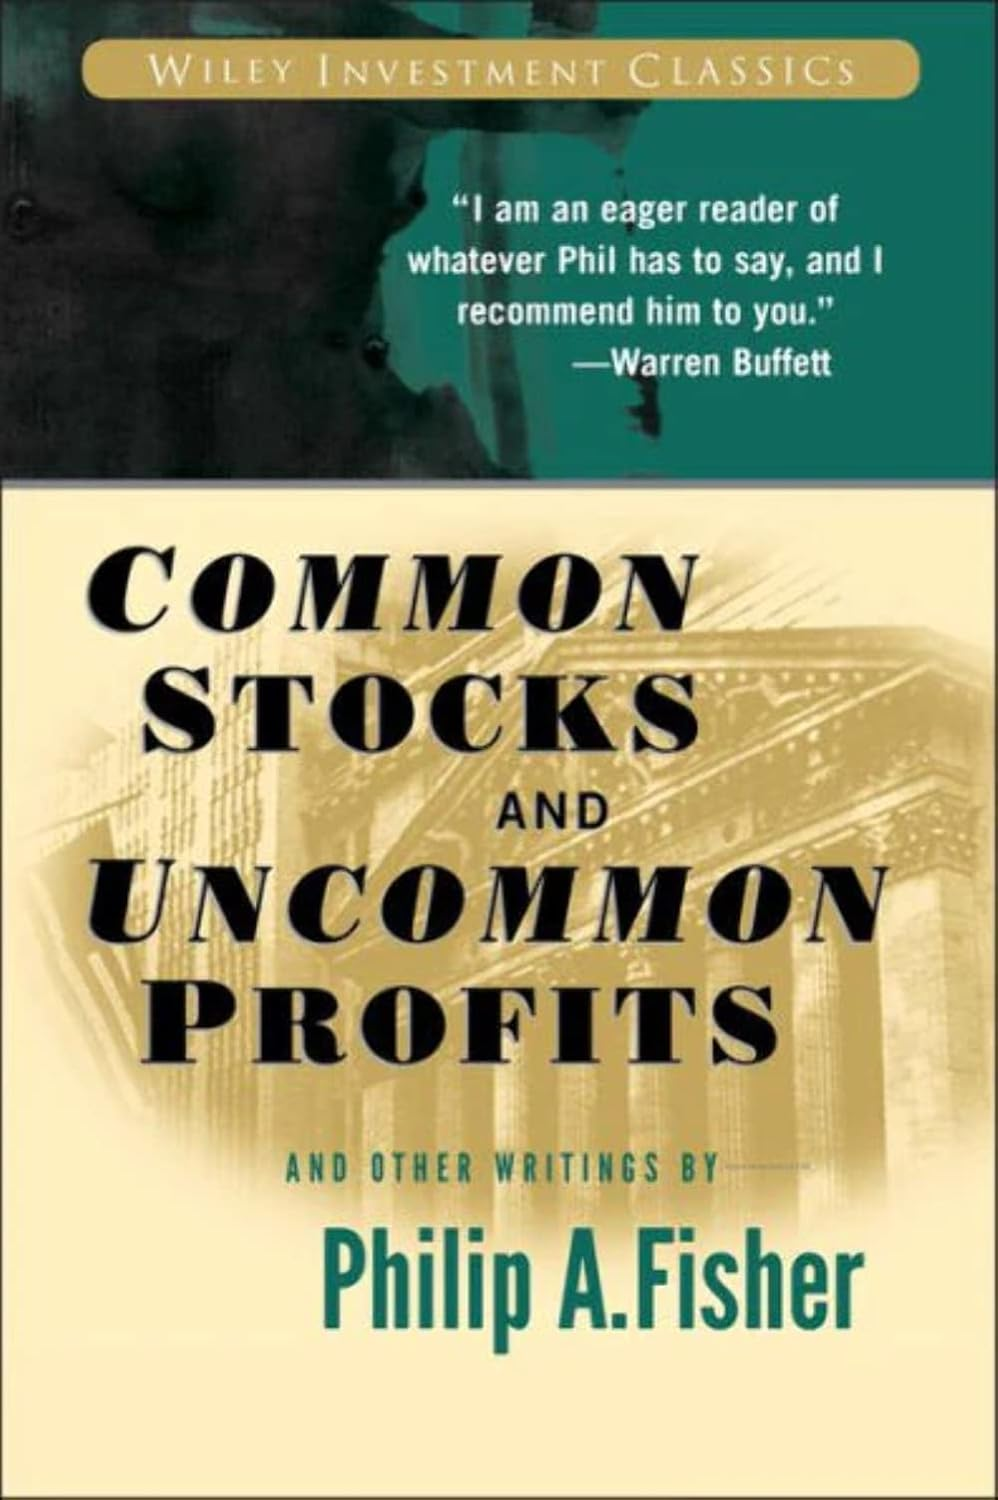 WILEY INVESTMENT CLASSICS
“I am an eager reader of
whatever Phil has to say, and I
recommend him to you.”
—Warren Buffett
COMMON
STOCKS
AND
UNCOMMON
PROFITS
AND OTHER WRITINGS BY
Philip A. Fisher